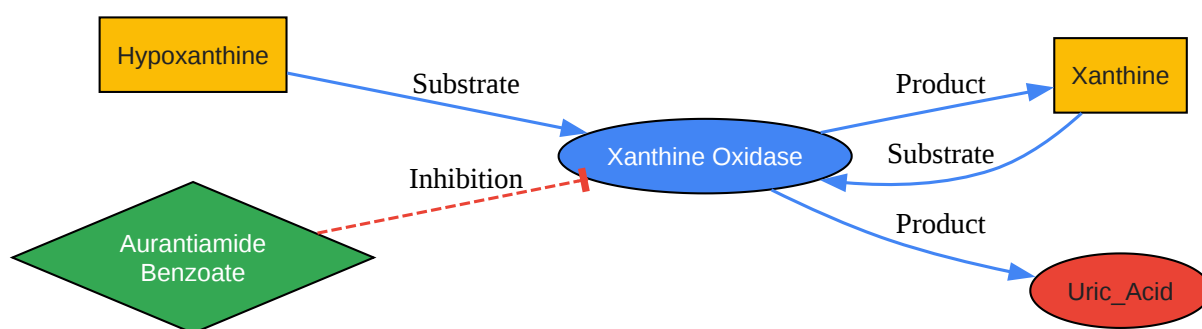 Hypoxanthine
Substrate
Product
Xanthine
Xanthine Oxidase
Substrate
Inhibition
Product
Aurantiamide
Benzoate
Uric_Acid